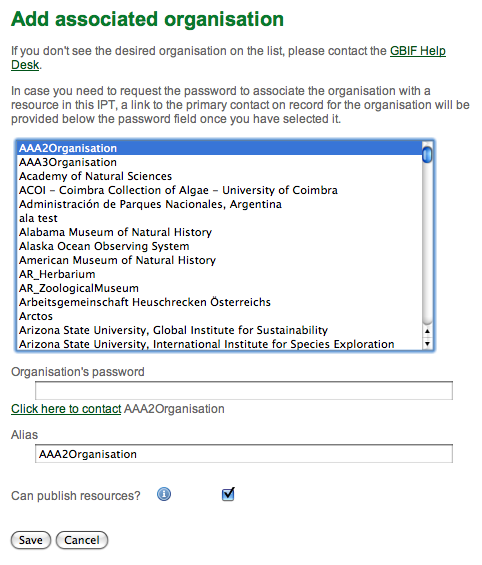 Add associated organisation
If you don't see the desired organisation on the list, please contact the GBIF Help
Desk.
In case you need to request the password to associate the organisation with a
resource in this IPT, a link to the primary contact on record for the organisation will be
provided below the password field once you have selected it.
AAA2Organisation
AAA3Organisation
Academy of Natural Sciences
ACOI - Coimbra Collection of Algae - University of Coimbra
Administración de Parques Nacionales, Argentina
ala test
Alabama Museum of Natural History
Alaska Ocean Observing System
American Museum of Natural History
AR_Herbarium
AR_ZoologicalMuseum
Arbeitsgemeinschaft Heuschrecken Österreichs
Arctos
Arizona State University, Global Institute for Sustainability
Arizona State University, International Institute for Species Exploration
Organisation's password
Click here to contact AAA2Organisation
Alias
AAA2Organisation
Can publish resources?
Save Cancel